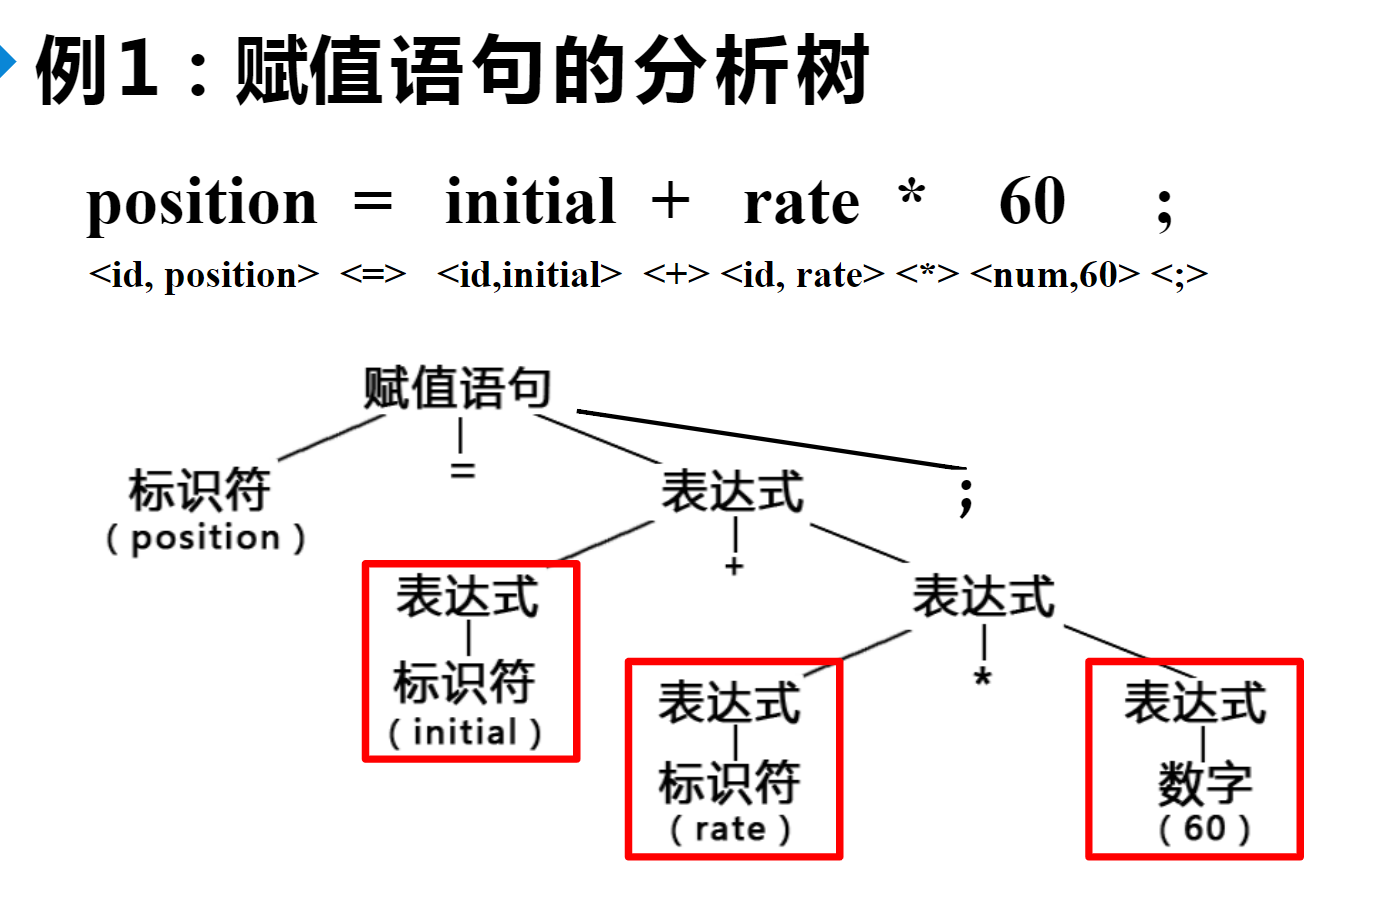 例1：赋值语句的分析树
position = initial + rate * 60 ;
<id, position> <=> <id,initial> <+> <id, rate> <*> <num,60> <;>
赋值语句
标识符 = 表达式 ;
(position)
表达式 + 表达式
标识符
(initial)
表达式 * 表达式
标识符 数字
(rate) (60)